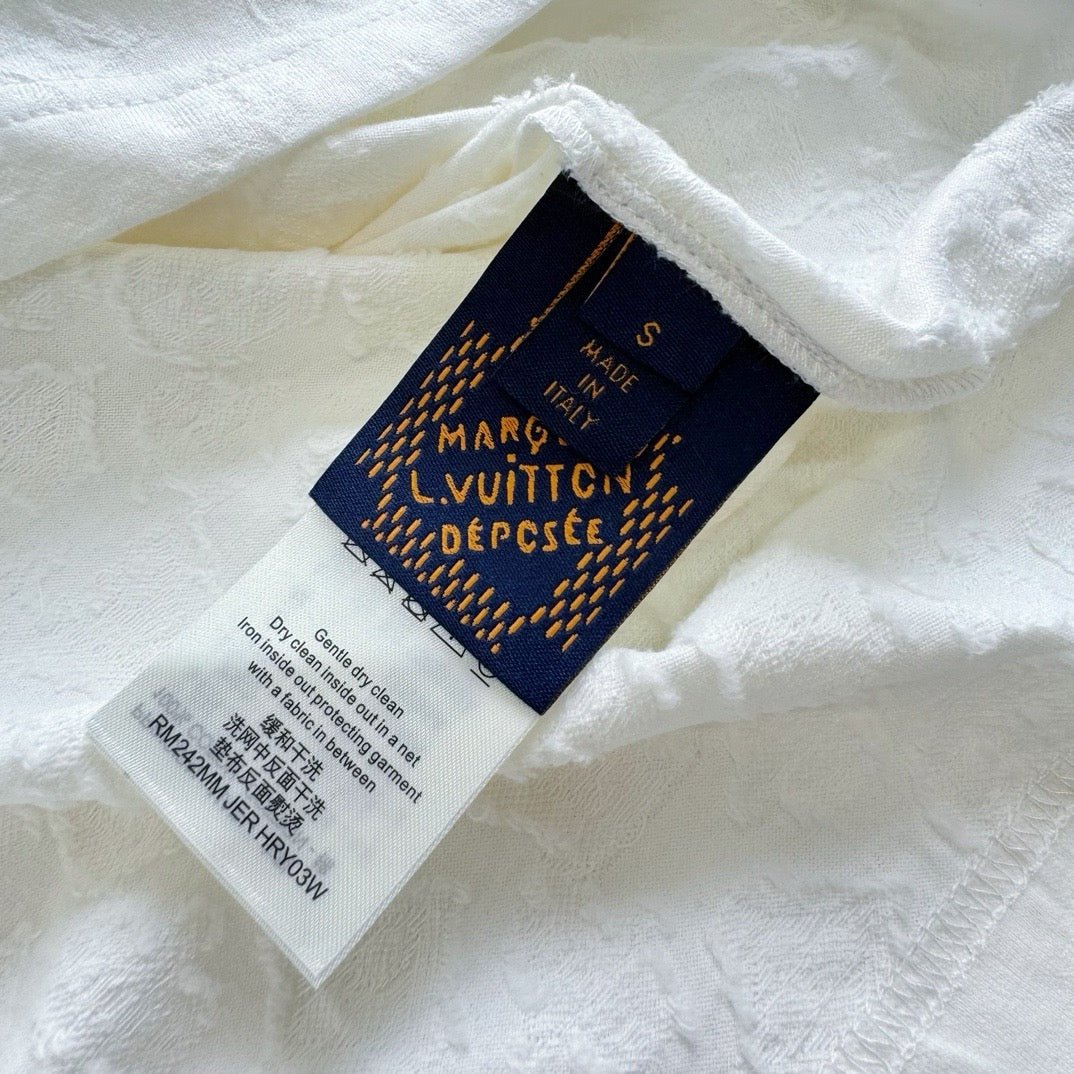 S
MADE
IN
ITALY
L.VUITTON
DÉPOSÉE
Gentle dry clean
Dry clean inside out in a net
Iron inside out protecting garment
with a fabric in between
缓和干洗
洗网中反面干洗
垫布反面熨烫
RM242MM JER HRY03W